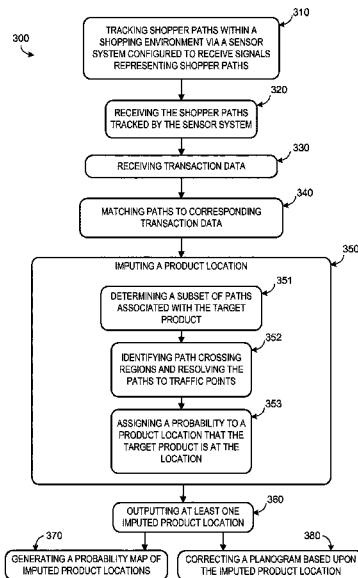 310
TRACKING SHOPPER PATHS WITHIN A
SHOPPING ENVIRONMENT VIA A SENSOR
SYSTEM CONFIGURED TO RECEIVE SIGNALS
REPRESENTING SHOPPER PATHS
300
320
RECEIVING THE SHOPPER PATHS
TRACKED BY THE SENSOR SYSTEM
330
RECEIVING TRANSACTION DATA
340
MATCHING PATHS TO CORRESPONDING
TRANSACTION DATA
350
IMPUTING A PRODUCT LOCATION
351
DETERMINING A SUBSET OF PATHS
ASSOCIATED WITH THE TARGET
PRODUCT
352
IDENTIFYING PATH CROSSING
REGIONS AND RESOLVING THE
PATHS TO TRAFFIC POINTS
353
ASSIGNING A PROBABILITY TO A
PRODUCT LOCATION THAT THE
TARGET PRODUCT IS AT THE
LOCATION
360
OUTPUTTING AT LEAST ONE
IMPUTED PRODUCT LOCATION
370
GENERATING A PROBABILITY MAP OF
IMPUTED PRODUCT LOCATIONS
380
CORRECTING A PLANOGRAM BASED UPON
THE IMPUTED PRODUCT LOCATION